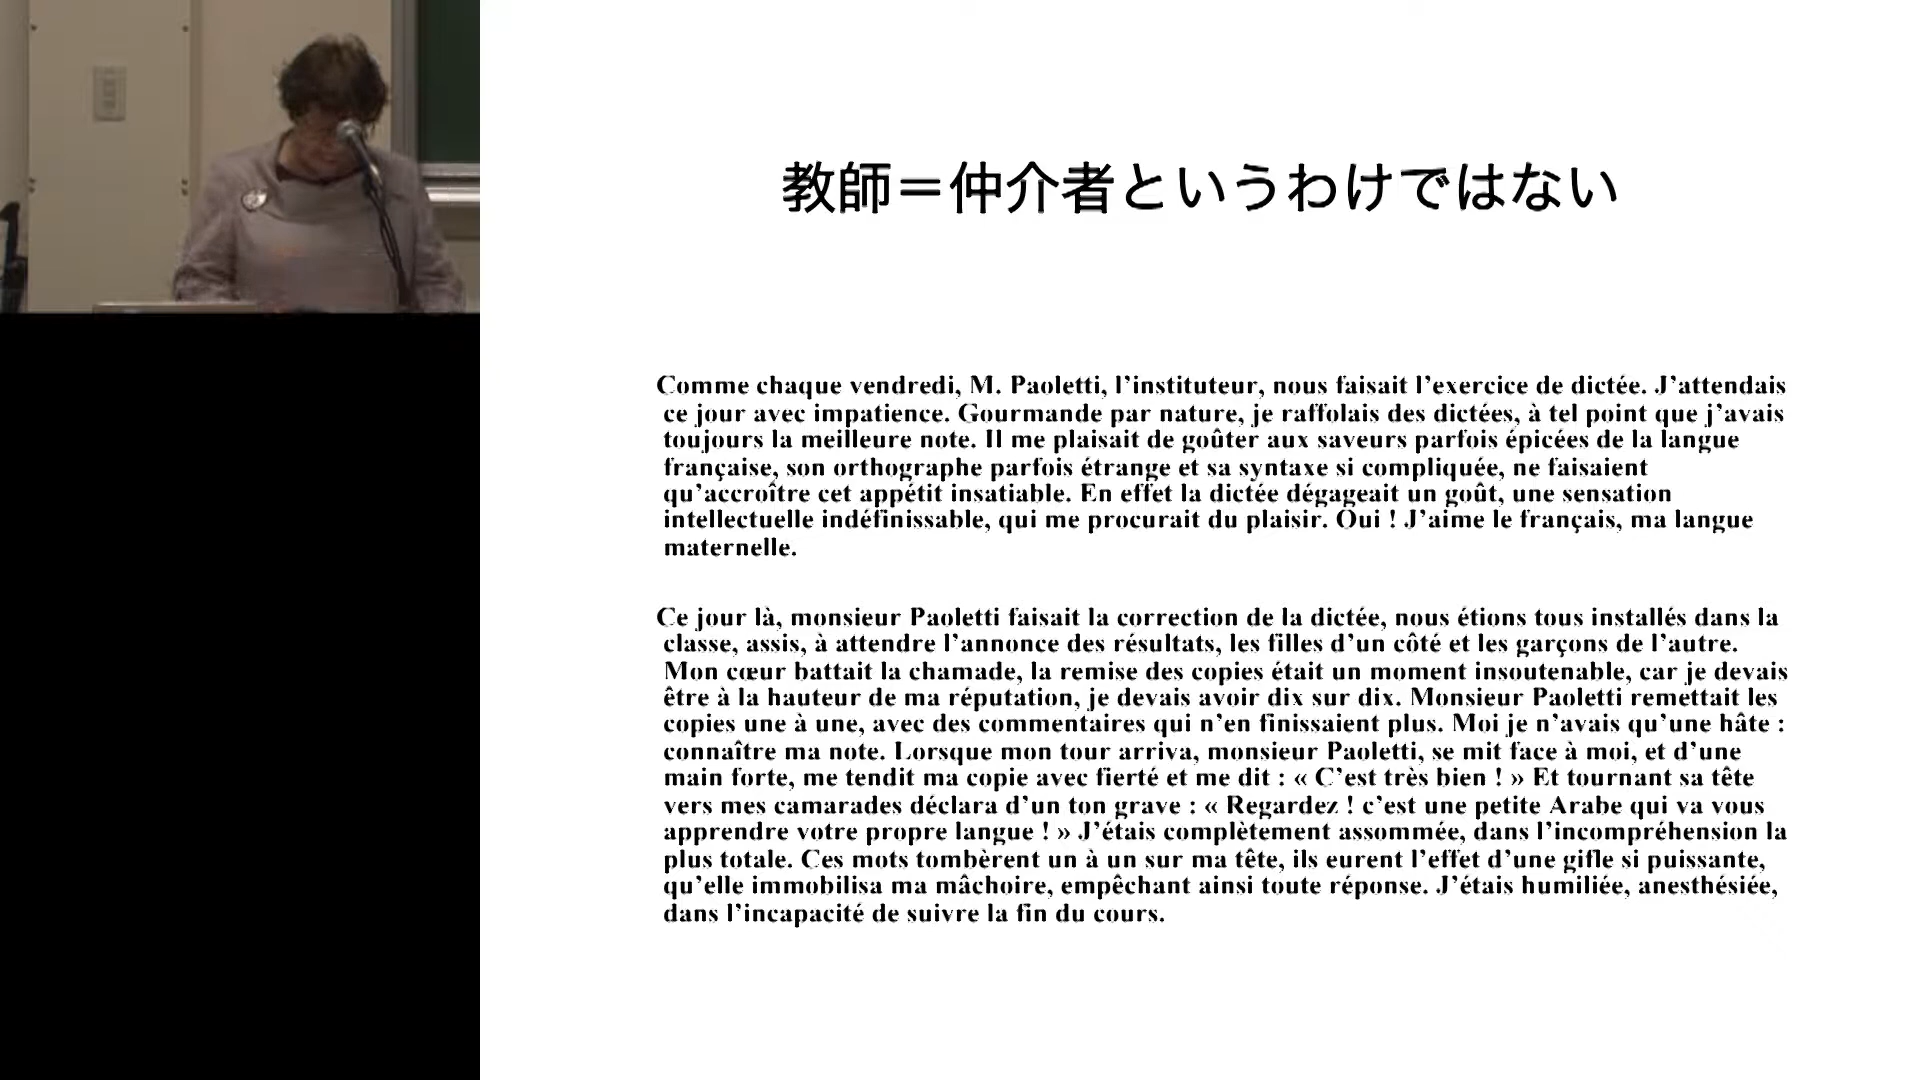 教師＝仲介者というわけではない
Comme chaque vendredi, M. Paoletti, l’instituteur, nous faisait l’exercice de dictée. J’attendais
ce jour avec impatience. Gourmande par nature, je raffolais des dictées, à tel point que j’avais
toujours la meilleure note. Il me plaisait de goûter aux saveurs parfois épicées de la langue
française, son orthographe parfois étrange et sa syntaxe si compliquée, ne faisaient
qu’accroître cet appétit insatiable. En effet la dictée dégageait un goût, une sensation
intellectuelle indéfinissable, qui me procurait du plaisir. Oui ! J’aime le français, ma langue
maternelle.
Ce jour là, monsieur Paoletti faisait la correction de la dictée, nous étions tous installés dans la
classe, assis, à attendre l’annonce des résultats, les filles d’un côté et les garçons de l’autre.
Mon cœur battait la chamade, la remise des copies était un moment insoutenable, car je devais
être à la hauteur de ma réputation, je devais avoir dix sur dix. Monsieur Paoletti remettait les
copies une à une, avec des commentaires qui n’en finissaient plus. Moi je n’avais qu’une hâte :
connaître ma note. Lorsque mon tour arriva, monsieur Paoletti, se mit face à moi, et d’une
main forte, me tendit ma copie avec fierté et me dit : « C’est très bien ! » Et tournant sa tête
vers mes camarades déclara d’un ton grave : « Regardez ! c’est une petite Arabe qui va vous
apprendre votre propre langue ! » J’étais complètement assommée, dans l’incompréhension la
plus totale. Ces mots tombèrent un à un sur ma tête, ils eurent l’effet d’une gifle si puissante,
qu’elle immobilisa ma mâchoire, empêchant ainsi toute réponse. J’étais humiliée, anesthésiée,
dans l’incapacité de suivre la fin du cours.